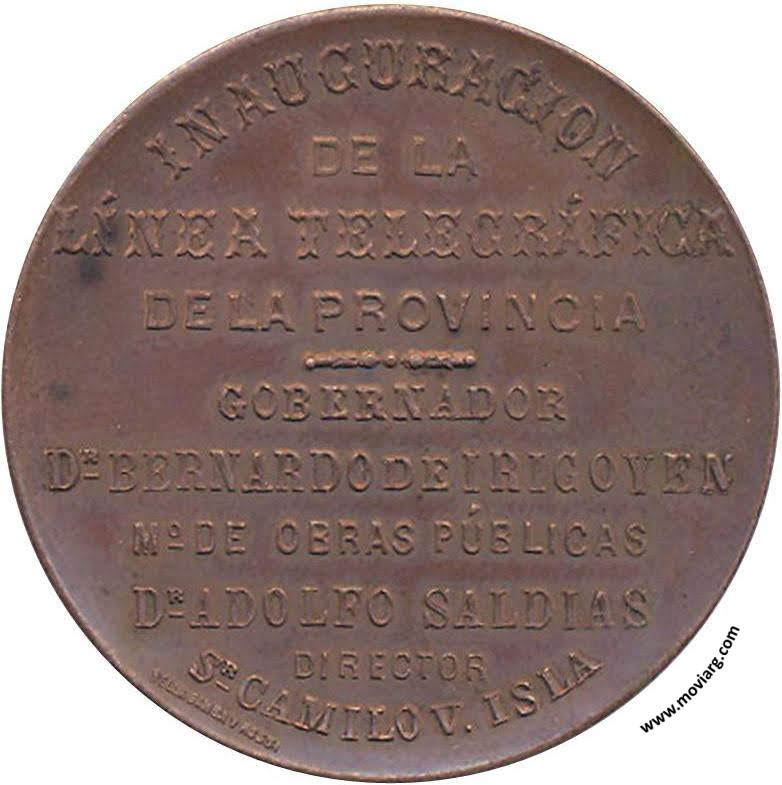 INAUGURACION
DE LA
LÍNEA TELEGRÁFICA
DE LA PROVINCIA
GOBERNADOR
Dr. BERNARDO DE IRIGOYEN
Mo. DE OBRAS PÚBLICAS
Dr. ADOLFO SALDIAS
DIRECTOR
Sr. CAMILO V. ISLA
www.moviarg.com